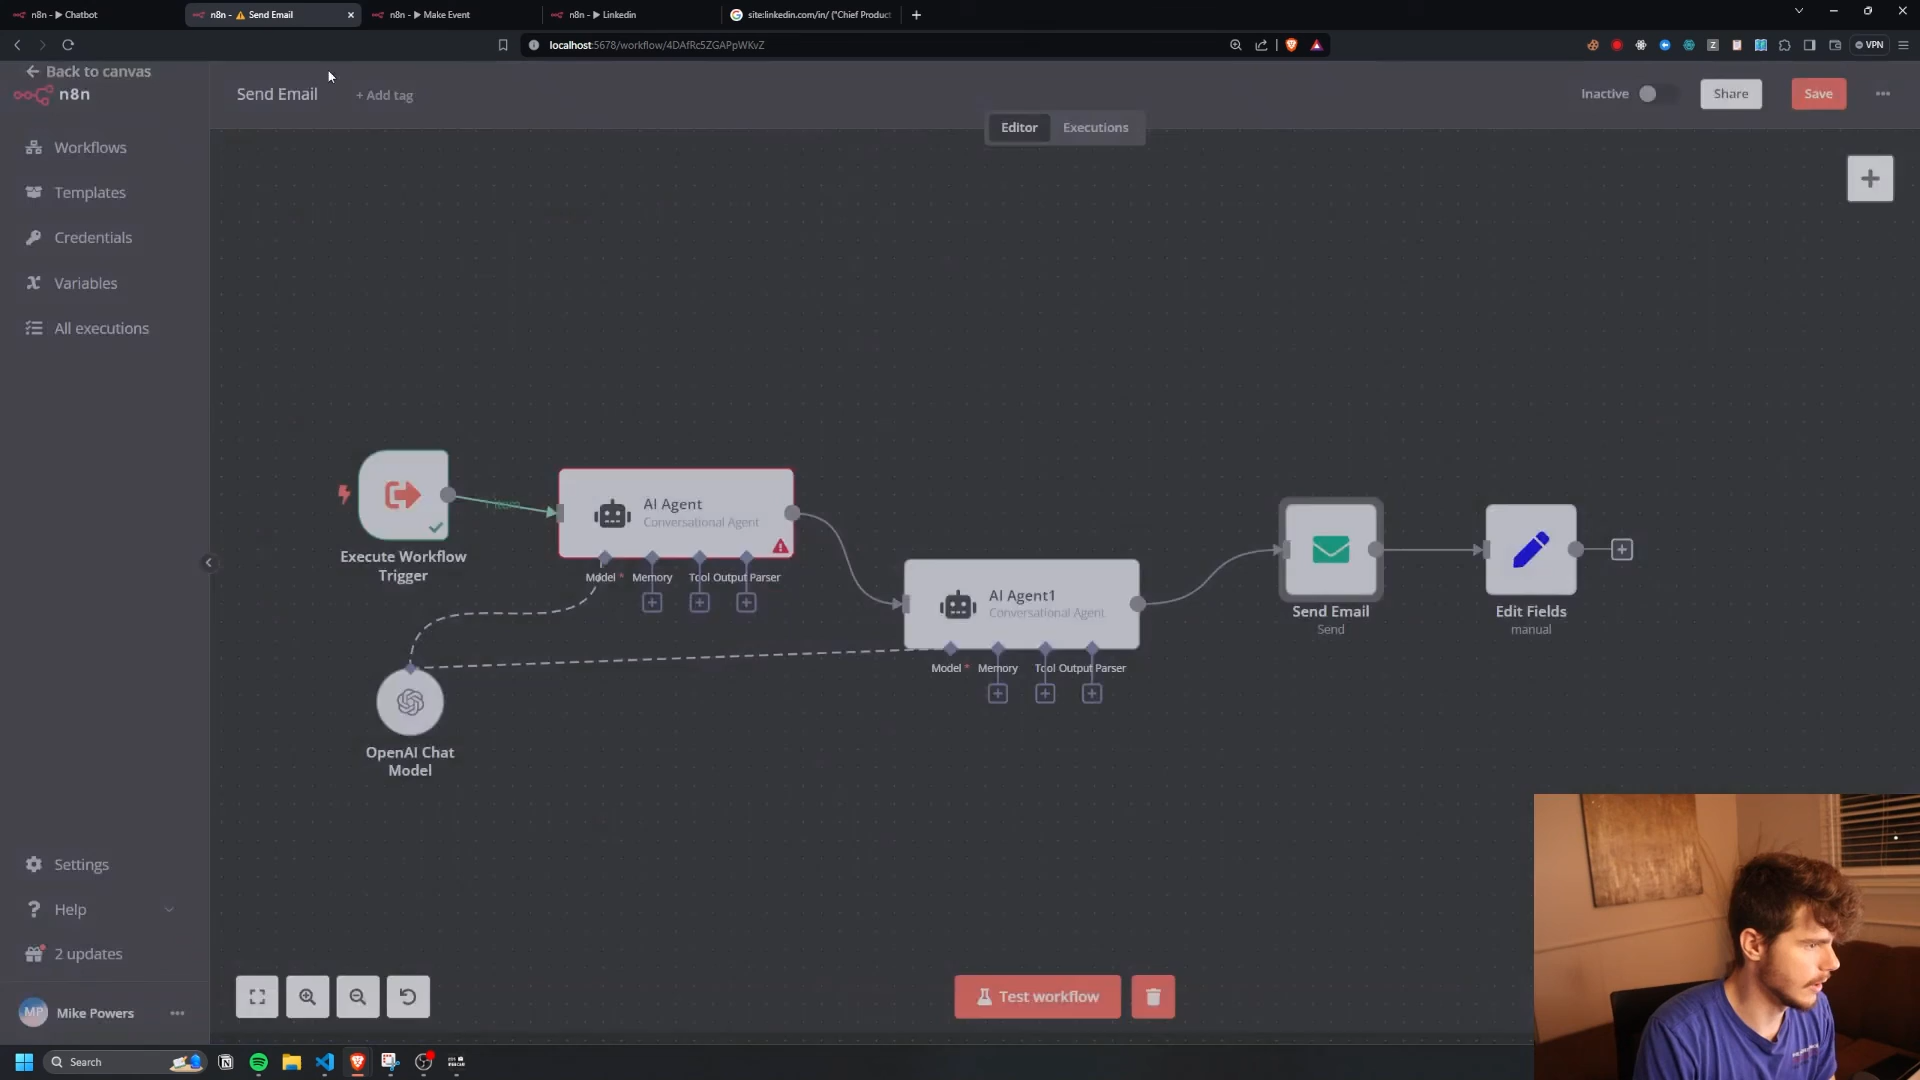 n8n - ▶ Chatbot
n8n - ⚠ Send Email
n8n - ▶ Make Event
n8n - ▶ Linkedin
site:linkedin.com/in/ ("Chief Product
localhost:5678/workflow/4DAfRc5ZGAPpWKvZ
VPN
Back to canvas
n8n
Send Email
+ Add tag
Inactive
Share
Save
Editor
Executions
Workflows
Templates
Credentials
Variables
All executions
1 item
AI Agent
Conversational Agent
Execute Workflow
Trigger
Model *
Memory
Tool
Output Parser
AI Agent1
Conversational Agent
Model *
Memory
Tool
Output Parser
Send Email
Send
Edit Fields
manual
OpenAI Chat
Model
Settings
Help
2 updates
MP
Mike Powers
Test workflow
Search